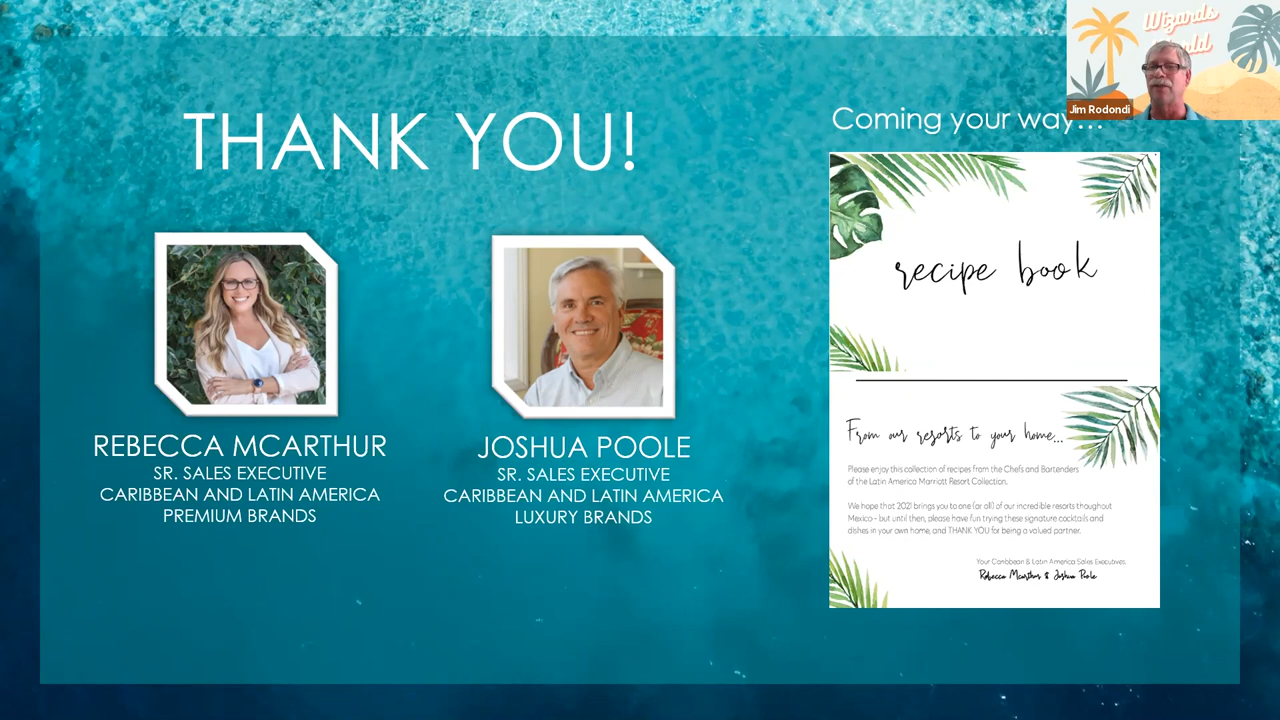 THANK YOU!
REBECCA MCARTHUR
SR. SALES EXECUTIVE
CARIBBEAN AND LATIN AMERICA
PREMIUM BRANDS
JOSHUA POOLE
SR. SALES EXECUTIVE
CARIBBEAN AND LATIN AMERICA
LUXURY BRANDS
Coming your way...
recipe book
From our resorts to your home...
Please enjoy this collection of recipes from the Chefs and Bartenders
of the Latin America Marriott Resort Collection.
We hope that 2021 brings you to one (or all) of our incredible resorts thoughout
Mexico - but until then, please have fun trying these signature cocktails and
dishes in your own home, and THANK YOU for being a valued partner.
Your Caribbean & Latin America Sales Executives,
Rebecca Mcarthur & Joshua Poole
Wizards
World
Jim Rodondi